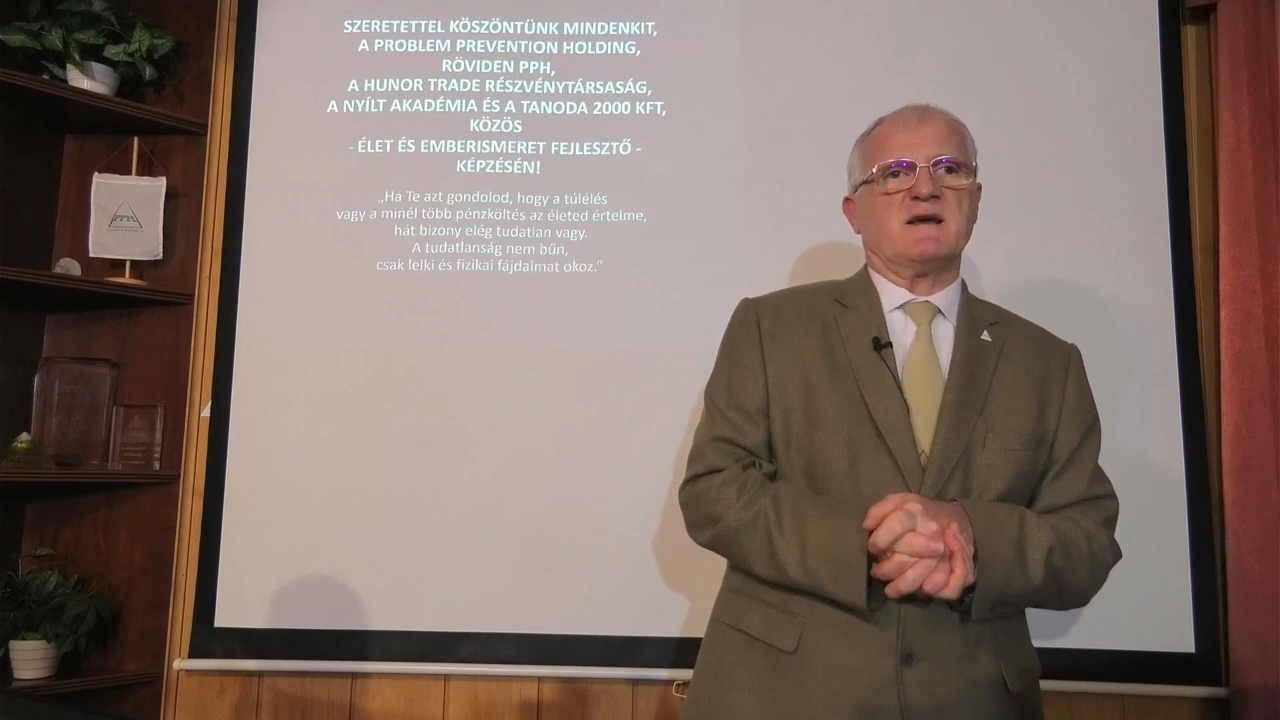 SZERETETTEL KÖSZÖNTÜNK MINDENKIT,
A PROBLEM PREVENTION HOLDING,
RÖVIDEN PPH,
A HUNOR TRADE RÉSZVÉNYTÁRSASÁG,
A NYÍLT AKADÉMIA ÉS A TANODA 2000 KFT,
KÖZÖS
- ÉLET ÉS EMBERISMERET FEJLESZTŐ -
KÉPZÉSÉN!
„Ha Te azt gondolod, hogy a túlélés
vagy a minél több pénzköltés az életed értelme,
hát bizony elég tudatlan vagy.
A tudatlanság nem bűn,
csak lelki és fizikai fájdalmat okoz.”
PPH